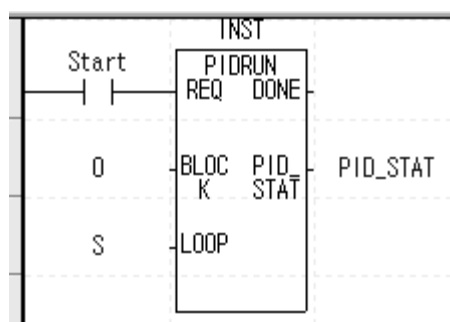 INST
Start
PIDRUN
REQ DONE
0 BLOC PID_ PID_STAT
K STAT
S LOOP